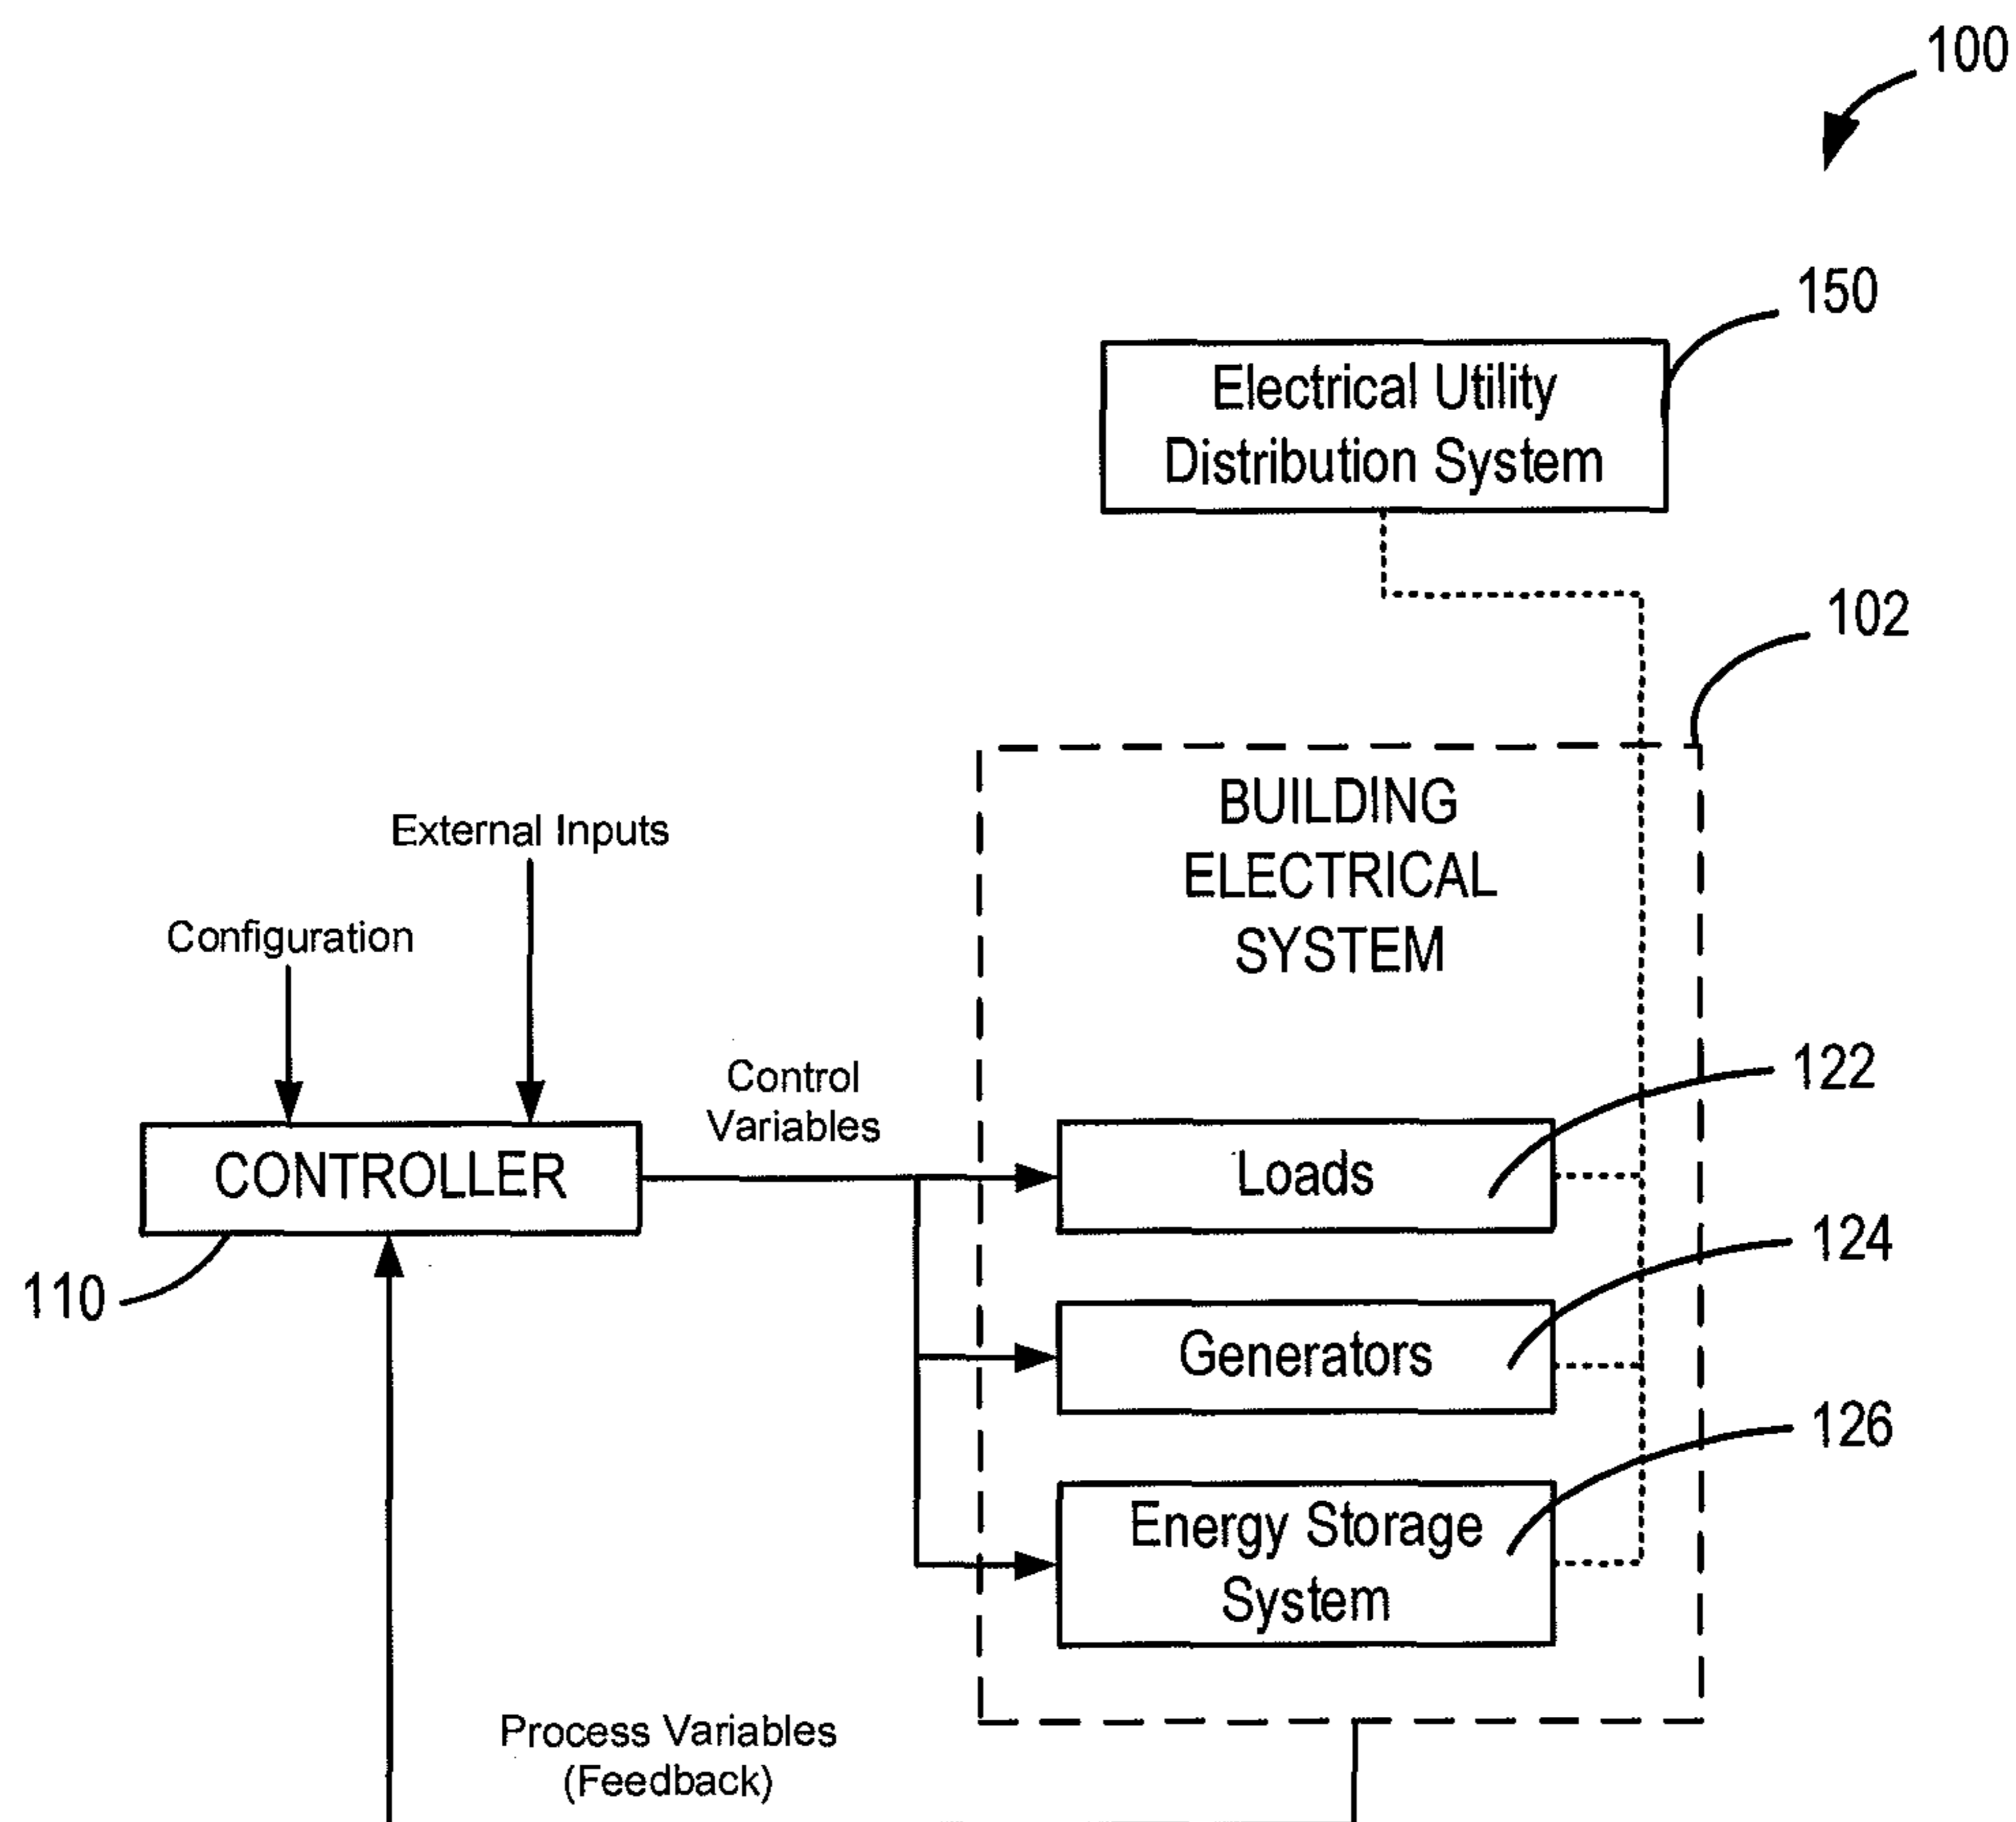 100
150
Electrical Utility
Distribution System
102
BUILDING
ELECTRICAL
SYSTEM
External Inputs
Configuration
Control
Variables
CONTROLLER
110
Loads
122
Generators
124
Energy Storage
System
126
Process Variables
(Feedback)